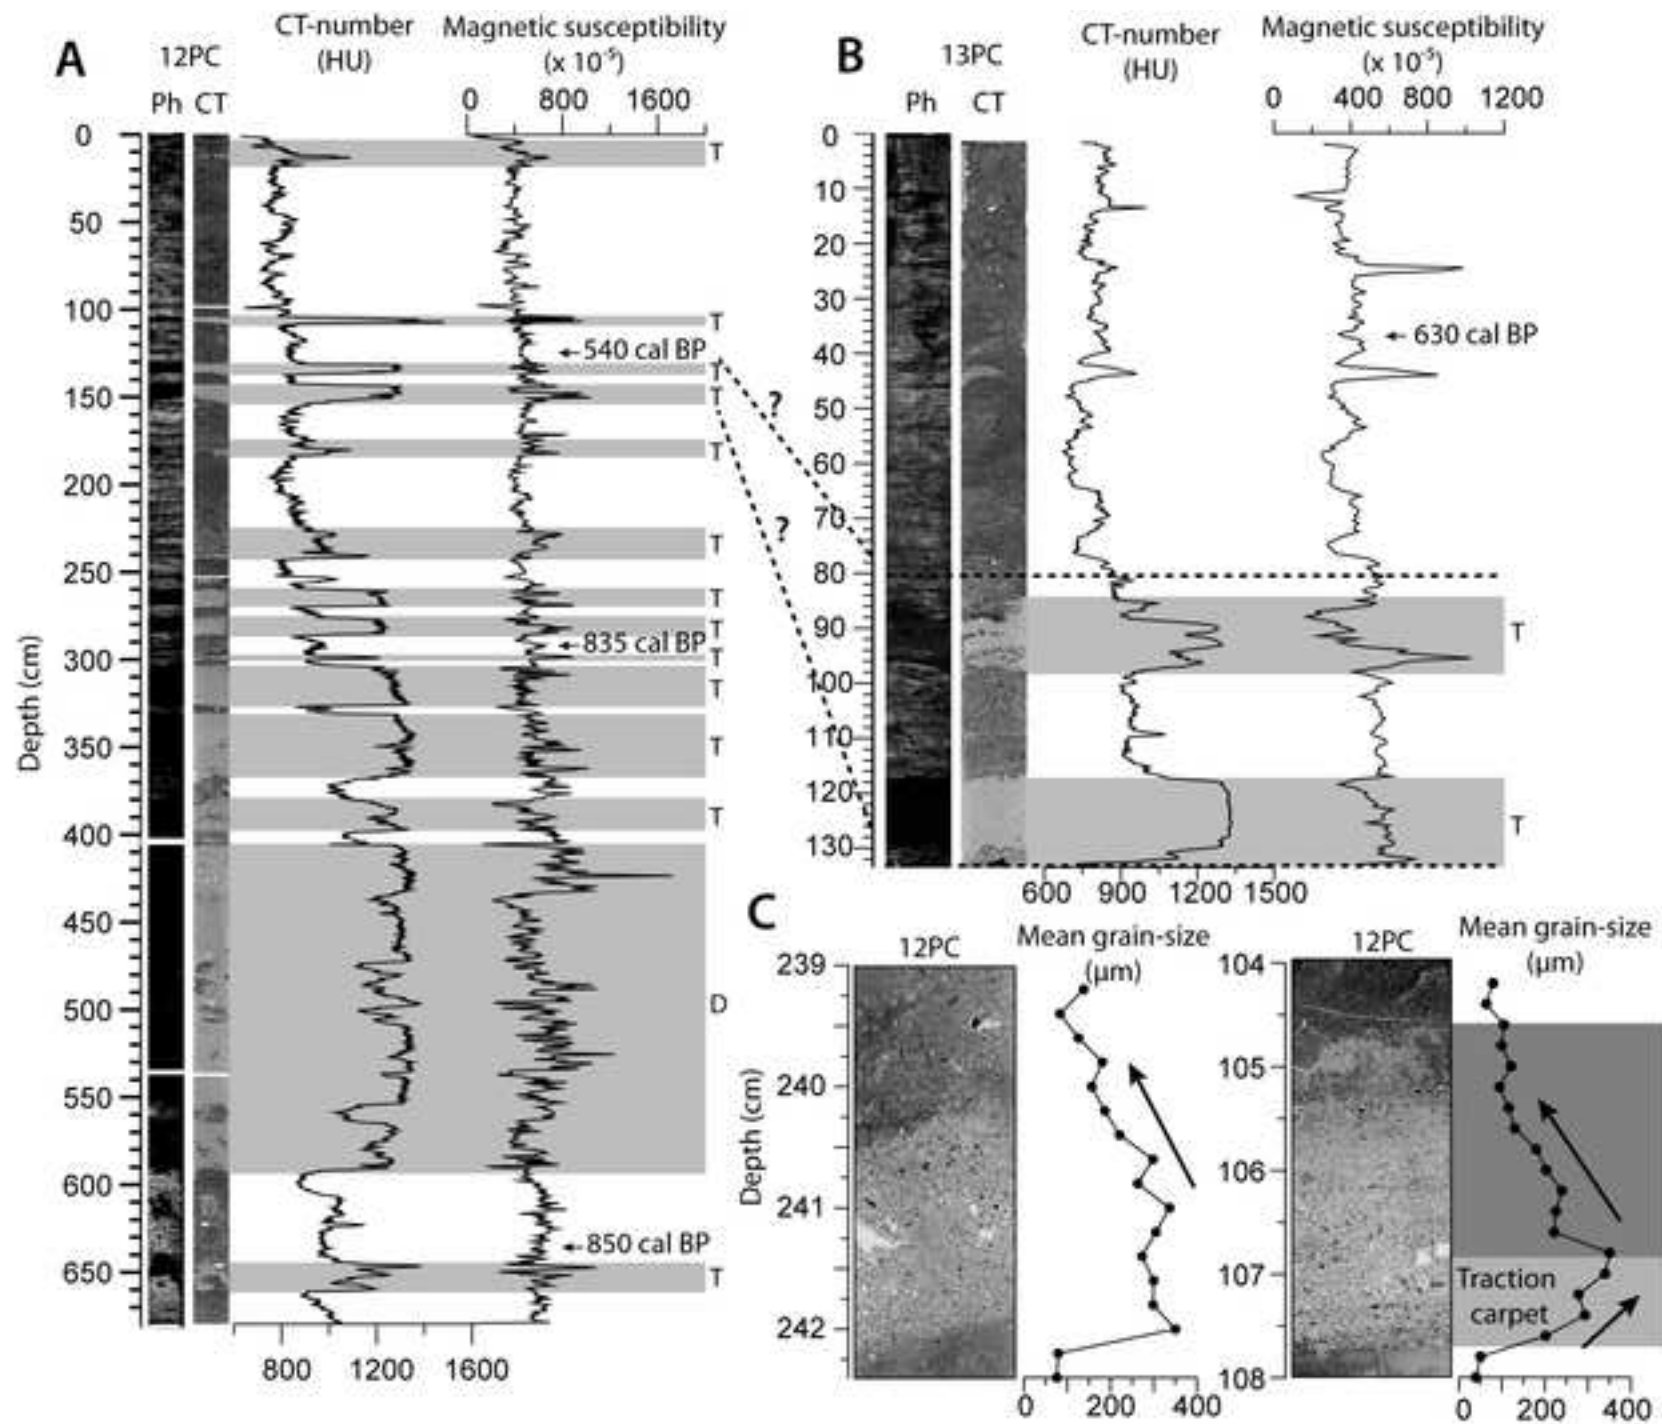 A
12PC
Ph CT
CT-number
(HU)
Magnetic susceptibility
(x 10⁻⁵)
0 800 1600
B
13PC
Ph CT
CT-number
(HU)
Magnetic susceptibility
(x 10⁻⁵)
0 400 800 1200
Depth (cm)
0
50
100
150
200
250
300
350
400
450
500
550
600
650
T
T
T
T
T
T
T
T
T
T
T
T
D
T
← 540 cal BP
← 835 cal BP
← 850 cal BP
800 1200 1600
?
?
0
10
20
30
40
50
60
70
80
90
100
110
120
130
← 630 cal BP
T
T
600 900 1200 1500
C
12PC
Mean grain-size
(μm)
Depth (cm)
239
240
241
242
0 200 400
12PC
Mean grain-size
(μm)
104
105
106
107
108
Traction
carpet
0 200 400